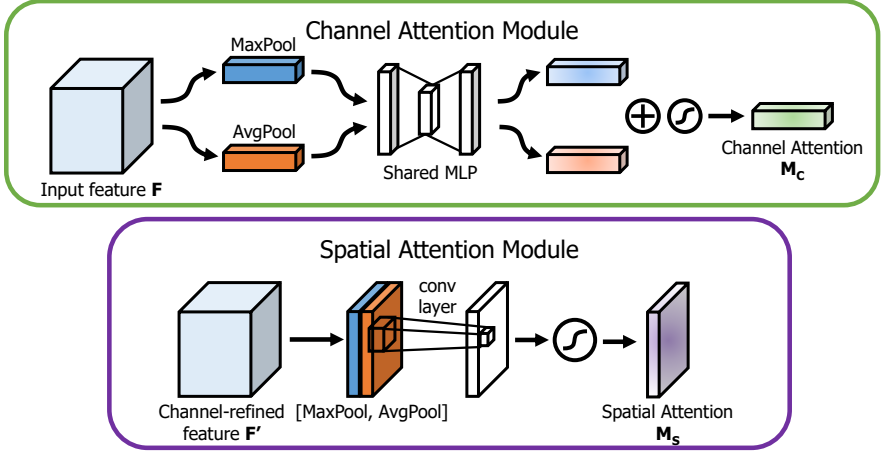 Channel Attention Module
MaxPool
AvgPool
Input feature F
Shared MLP
Channel Attention
Mc
Spatial Attention Module
conv
layer
Channel-refined
feature F'
[MaxPool, AvgPool]
Spatial Attention
Ms